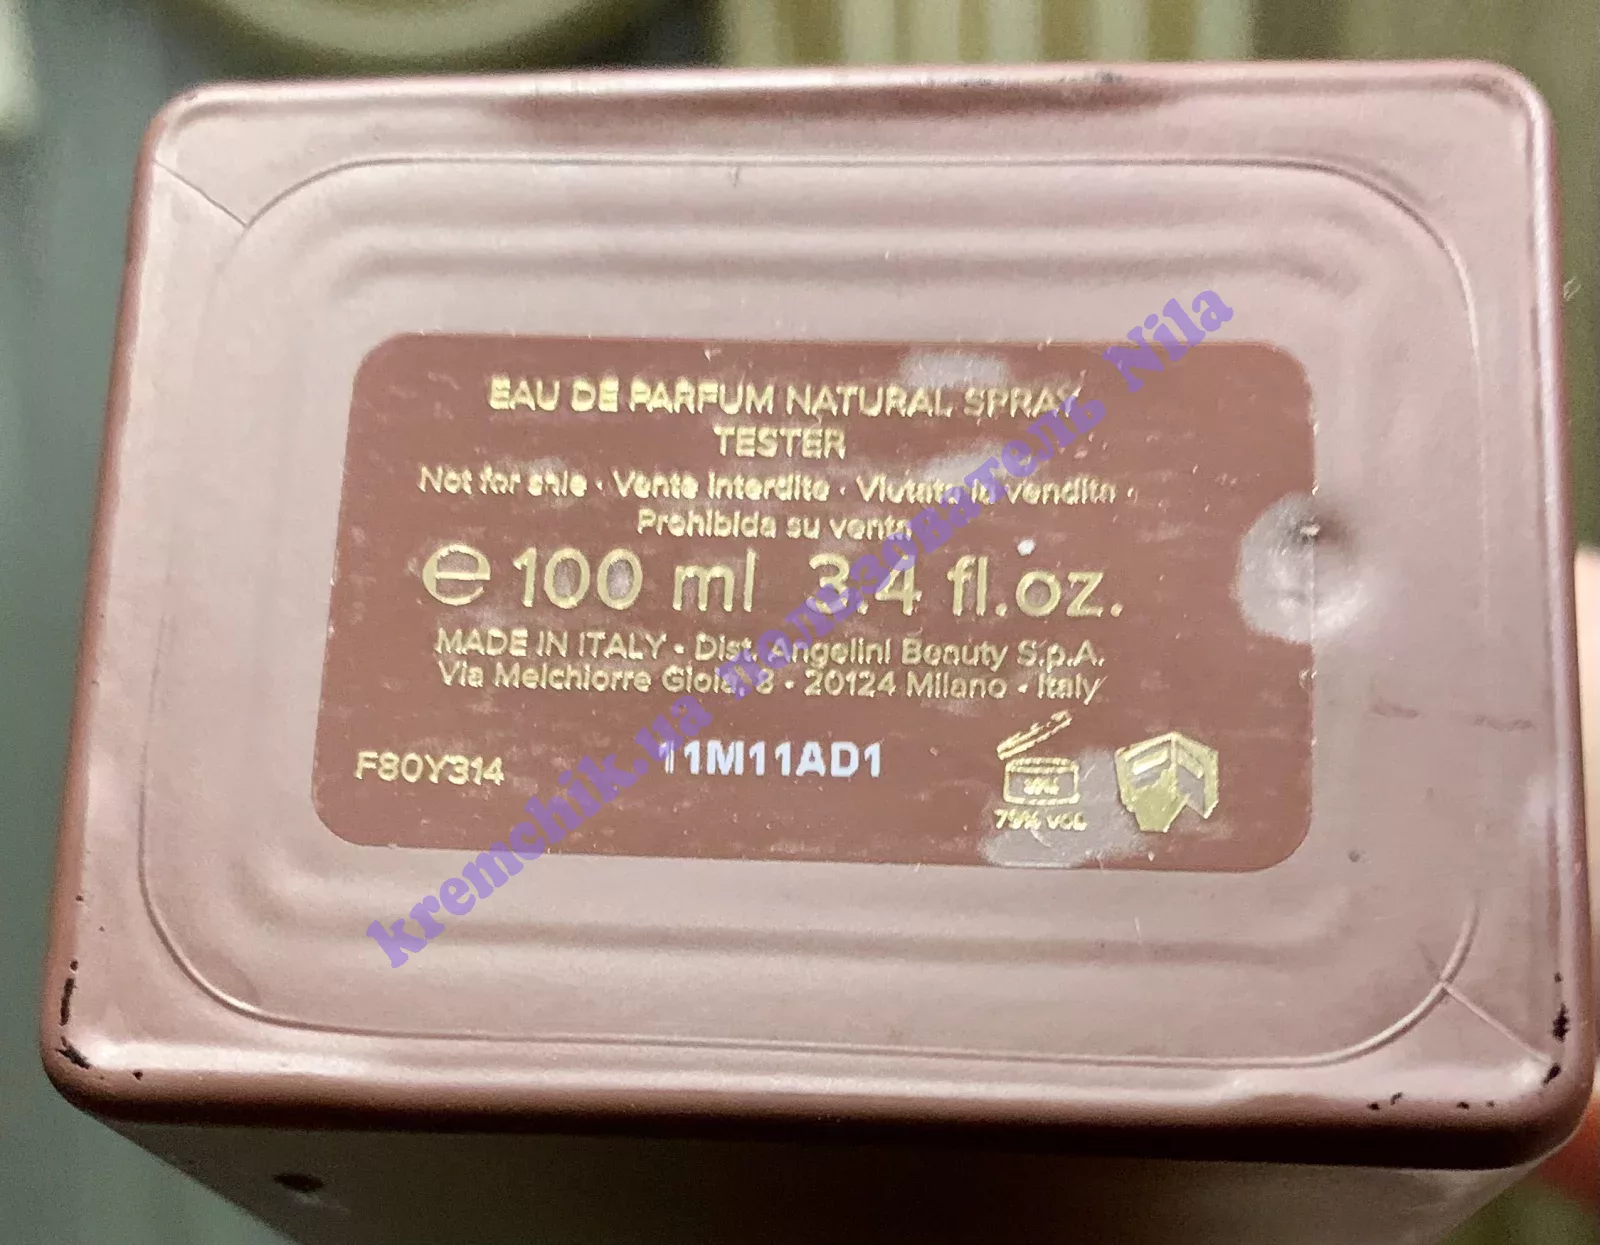 EAU DE PARFUM NATURAL SPRAY
TESTER
Not for sale · Vente interdite · Vietata la vendita ·
Prohibida su venta
e 100 ml 3.4 fl.oz.
MADE IN ITALY · Dist. Angelini Beauty S.p.A.
Via Melchiorre Gioia, 8 · 20124 Milano · Italy
F80Y314
11M11AD1
79% VOL
kremchik.ua пользователь Nila